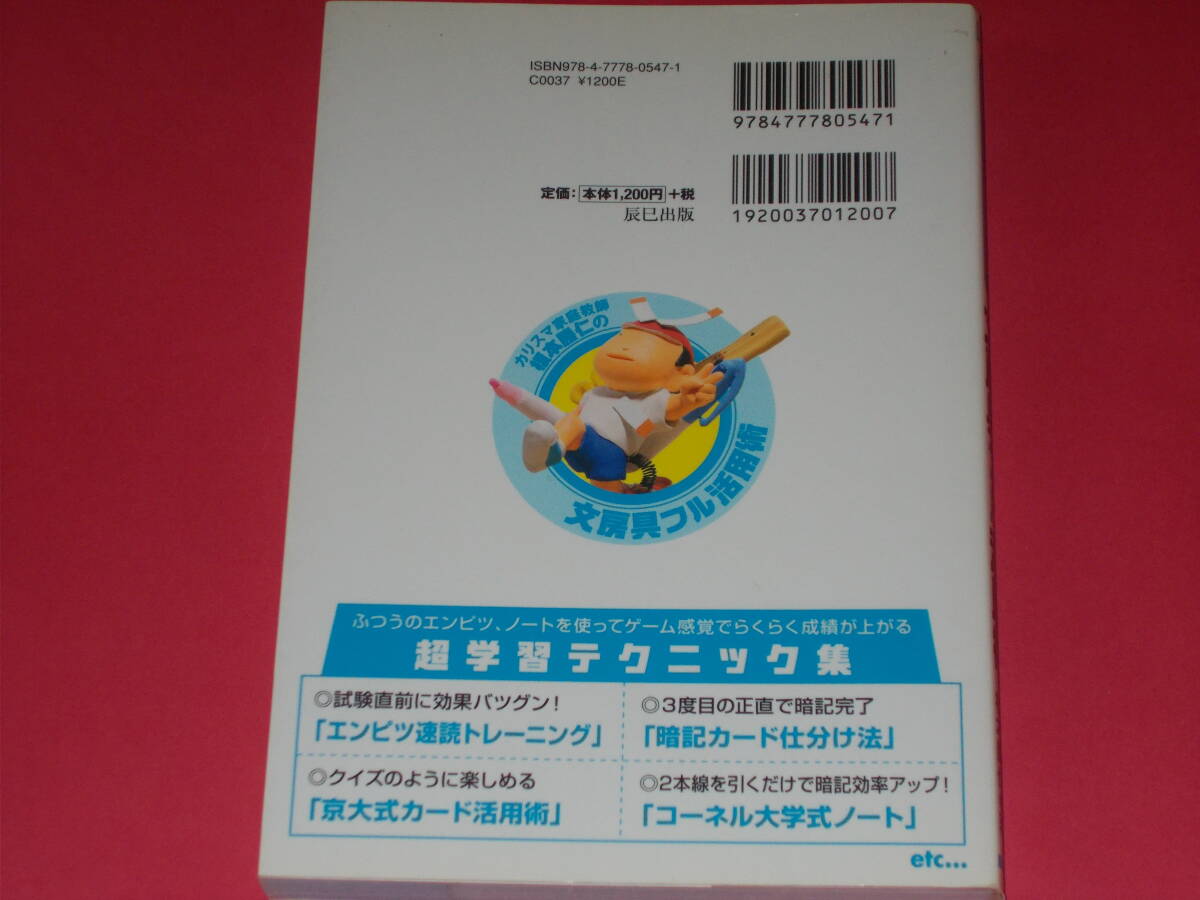 ISBN978-4-7778-0547-1
C0037 ¥1200E
9784777805471
定価：本体1,200円+税
辰巳出版
1920037012007
カリスマ家庭教師
仁の
文房具フル活用術
ふつうのエンピツ、ノートを使ってゲーム感覚でらくらく成績が上がる
超学習テクニック集
◎試験直前に効果バツグン！
「エンピツ速読トレーニング」
◎3度目の正直で暗記完了
「暗記カード仕分け法」
◎クイズのように楽しめる
「京大式カード活用術」
◎2本線を引くだけで暗記効率アップ！
「コーネル大学式ノート」
etc...